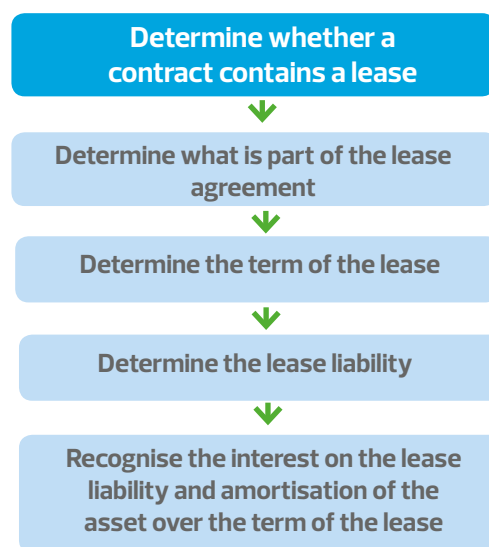 Determine whether a
contract contains a lease
Determine what is part of the lease
agreement
Determine the term of the lease
Determine the lease liability
Recognise the interest on the lease
liability and amortisation of the
asset over the term of the lease